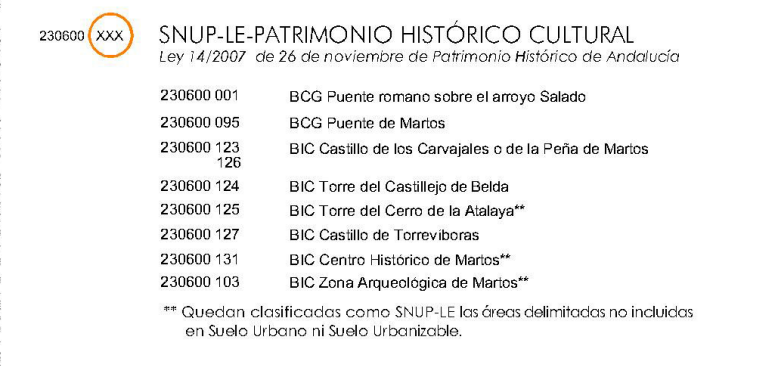 230600 XXX SNUP-LE-PATRIMONIO HISTÓRICO CULTURAL
Ley 14/2007 de 26 de noviembre de Patrimonio Histórico de Andalucía
230600 001 BCG Puente romano sobre el arroyo Salado
230600 095 BCG Puente de Martos
230600 123 BIC Castillo de los Carvajales o de la Peña de Martos
126
230600 124 BIC Torre del Castillejo de Belda
230600 125 BIC Torre del Cerro de la Atalaya**
230600 127 BIC Castillo de Torrevíboras
230600 131 BIC Centro Histórico de Martos**
230600 103 BIC Zona Arqueológica de Martos**
** Quedan clasificadas como SNUP-LE las áreas delimitadas no incluidas
en Suelo Urbano ni Suelo Urbanizable.